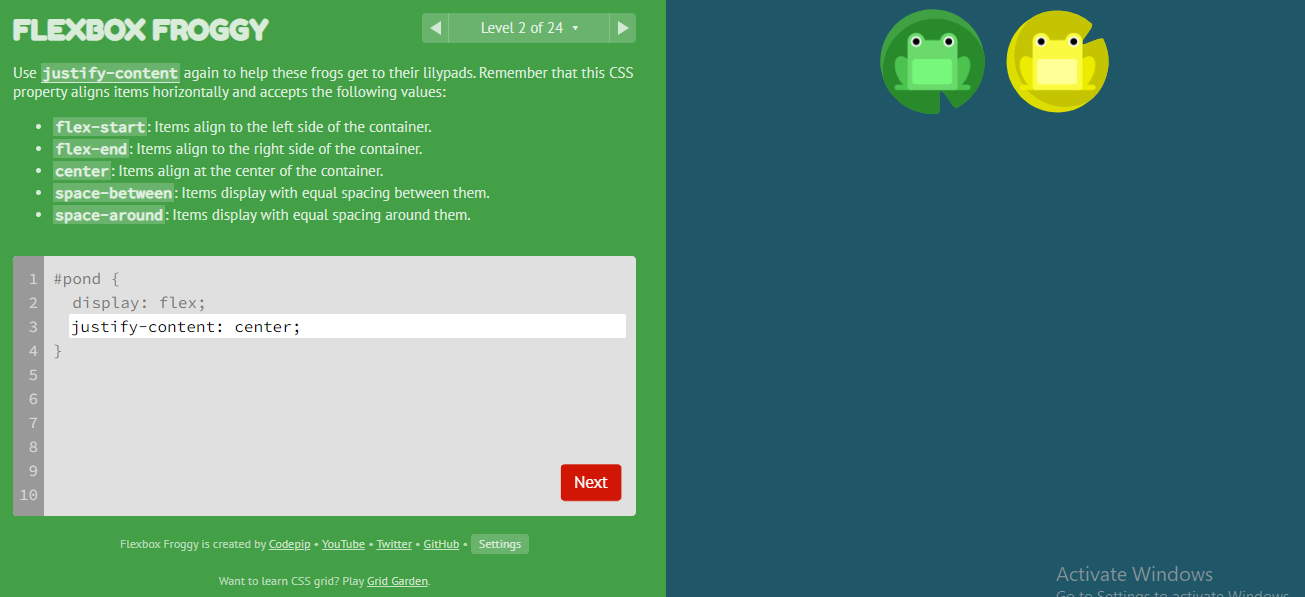 FLEXBOX FROGGY
Level 2 of 24
Use justify-content again to help these frogs get to their lilypads. Remember that this CSS
property aligns items horizontally and accepts the following values:
• flex-start: Items align to the left side of the container.
• flex-end: Items align to the right side of the container.
• center: Items align at the center of the container.
• space-between: Items display with equal spacing between them.
• space-around: Items display with equal spacing around them.
1 #pond {
2 display: flex;
3 justify-content: center;
4 }
5
6
7
8
9
10
Next
Flexbox Froggy is created by Codepip • YouTube • Twitter • GitHub • Settings
Want to learn CSS grid? Play Grid Garden.
Activate Windows
Go to Settings to activate Windows.